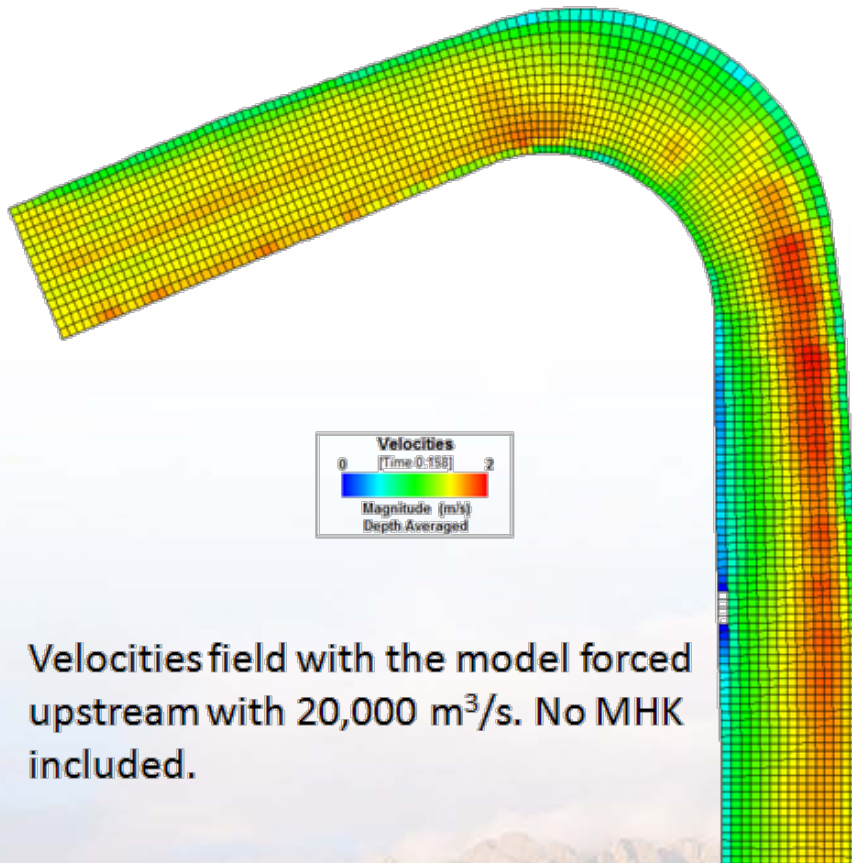 Velocities
0 [Time 0:158] 2
Magnitude (m/s)
Depth Averaged
Velocities field with the model forced
upstream with 20,000 m³/s. No MHK
included.